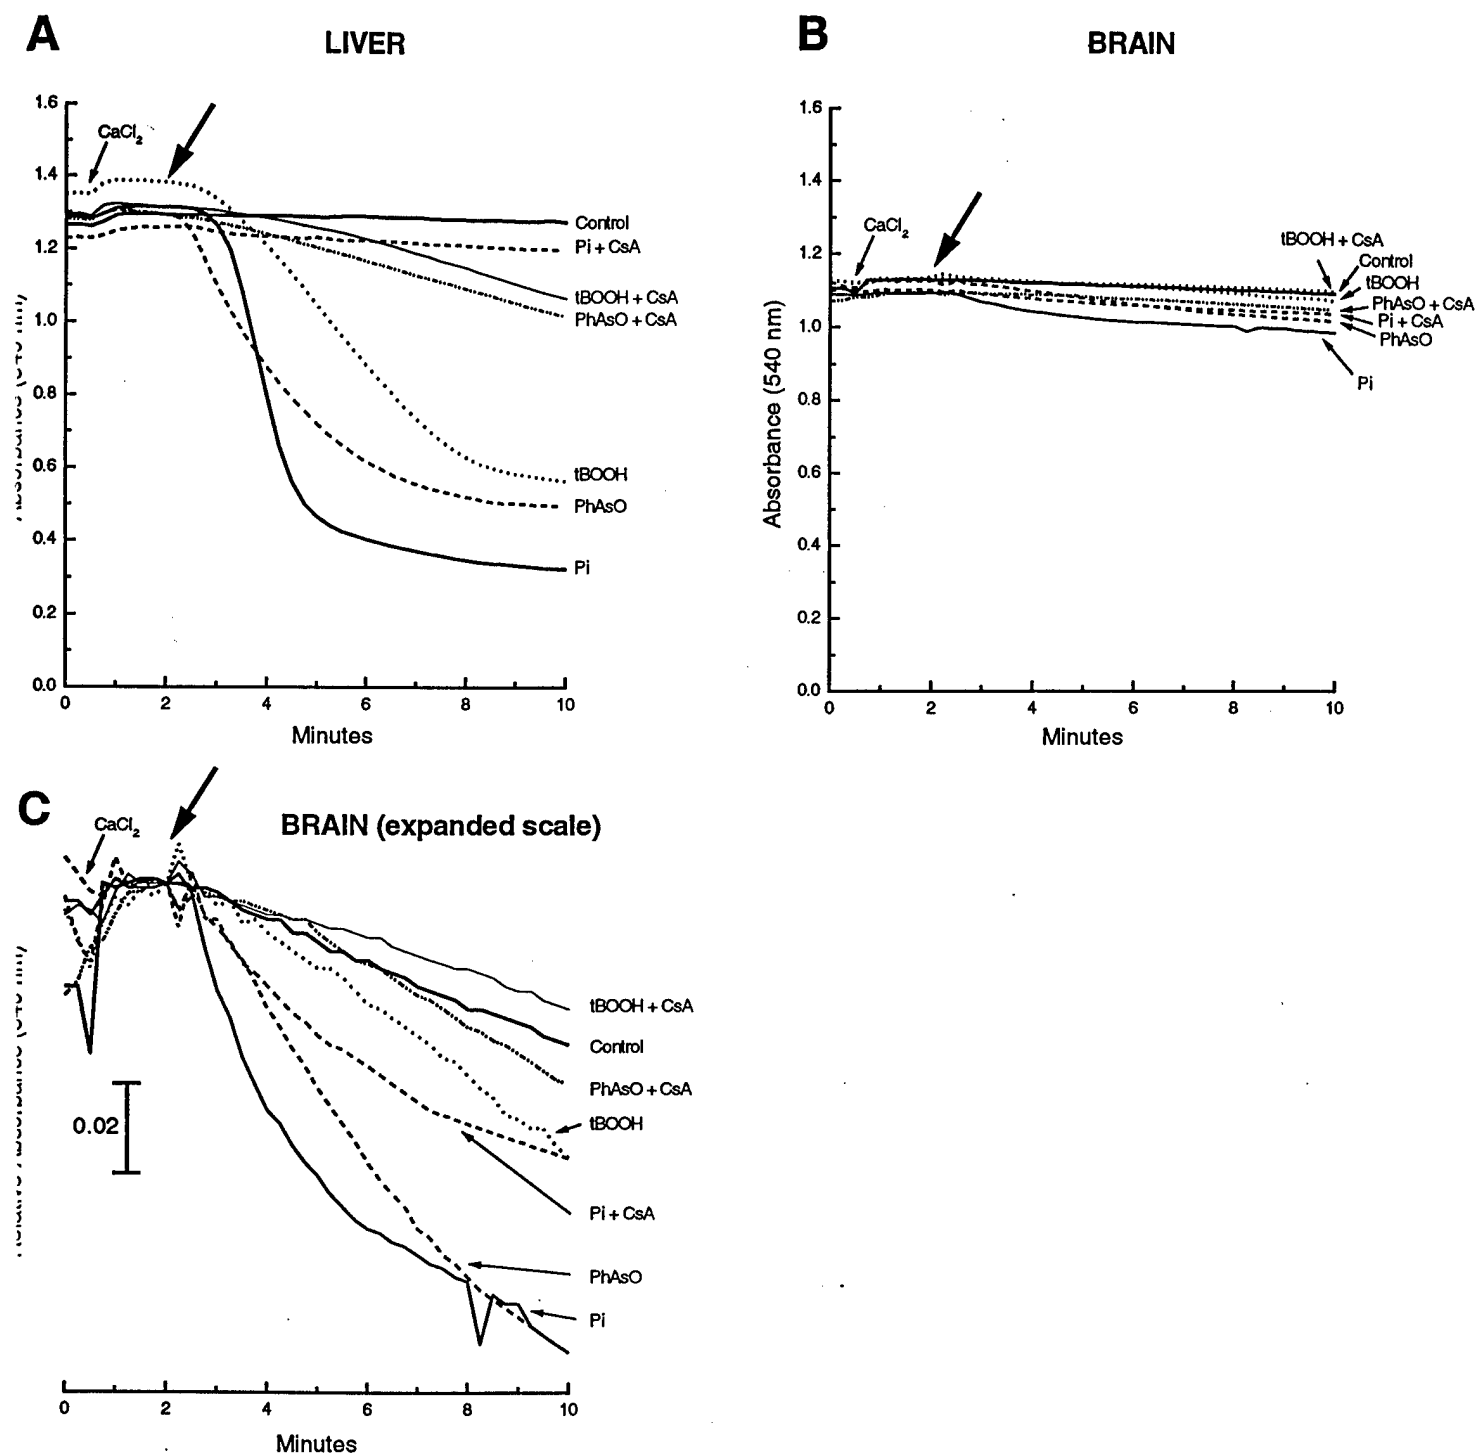 A
LIVER
1.6
1.4
1.2
1.0
0.8
0.6
0.4
0.2
0.0
CaCl2
Control
Pi + CsA
tBOOH + CsA
PhAsO + CsA
tBOOH
PhAsO
Pi
0 2 4 6 8 10
Minutes
B
BRAIN
Absorbance (540 nm)
1.6
1.4
1.2
1.0
0.8
0.6
0.4
0.2
0.0
CaCl2
tBOOH + CsA
Control
tBOOH
PhAsO + CsA
Pi + CsA
PhAsO
Pi
0 2 4 6 8 10
Minutes
C
BRAIN (expanded scale)
CaCl2
0.02
tBOOH + CsA
Control
PhAsO + CsA
tBOOH
Pi + CsA
PhAsO
Pi
0 2 4 6 8 10
Minutes